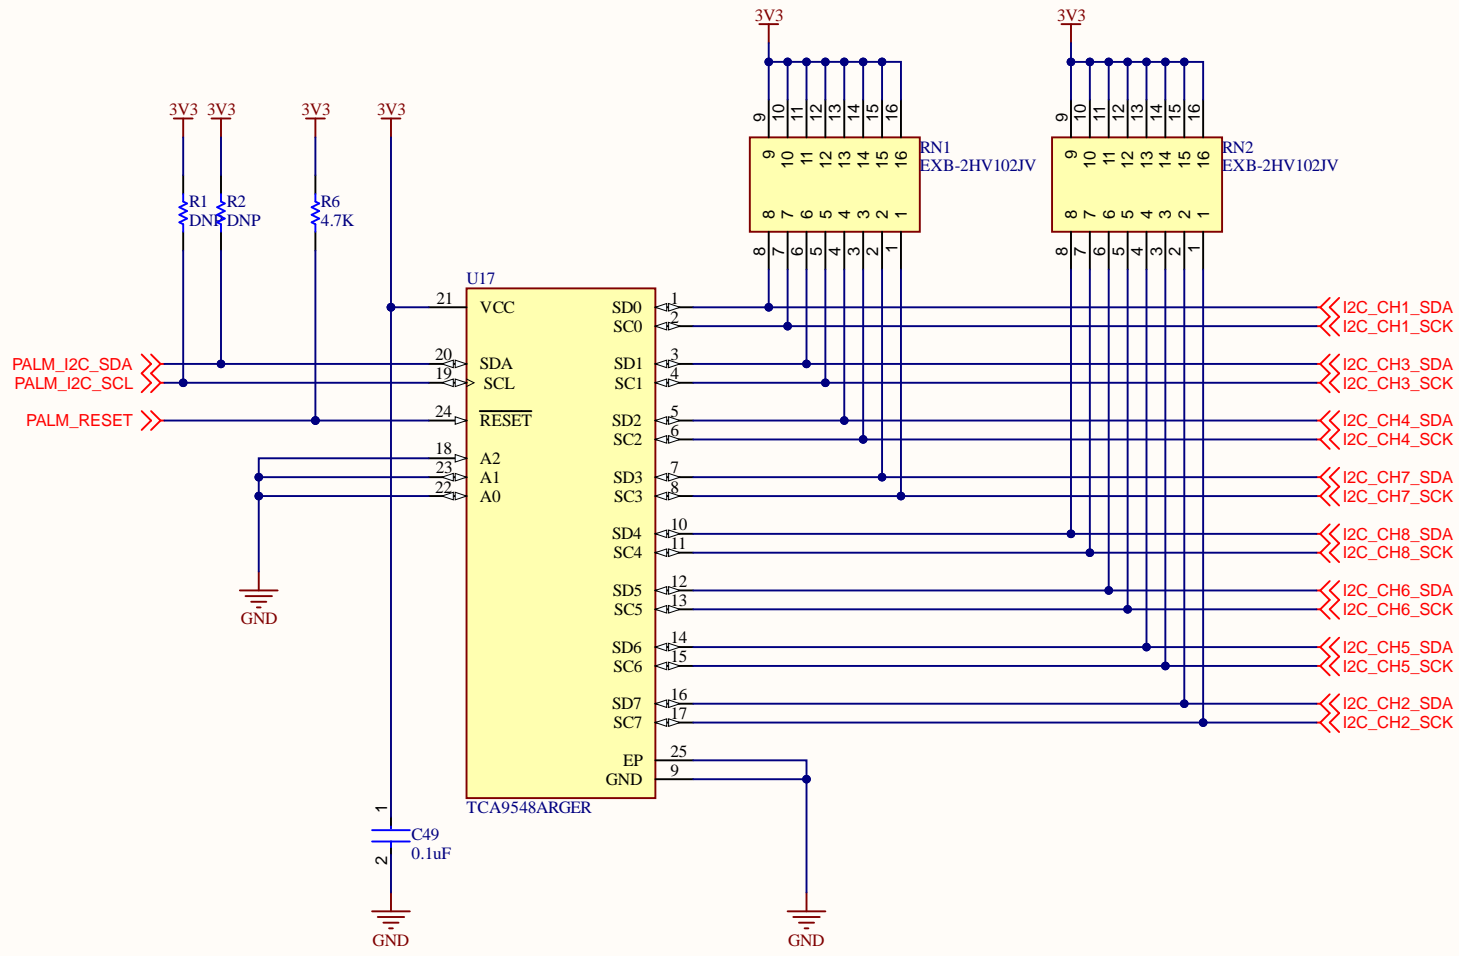 3V3
3V3
3V3
3V3
3V3
3V3
9 10 11 12 13 14 15 16
9 10 11 12 13 14 15 16
RN1
EXB-2HV102JV
8 7 6 5 4 3 2 1
8 7 6 5 4 3 2 1
9 10 11 12 13 14 15 16
9 10 11 12 13 14 15 16
RN2
EXB-2HV102JV
8 7 6 5 4 3 2 1
8 7 6 5 4 3 2 1
R1
DNP
R2
DNP
R6
4.7K
U17
21 VCC
PALM_I2C_SDA 20 SDA
PALM_I2C_SCL 19 SCL
PALM_RESET 24 RESET
18 A2
23 A1
22 A0
GND
SD0 1 I2C_CH1_SDA
SC0 2 I2C_CH1_SCK
SD1 3 I2C_CH3_SDA
SC1 4 I2C_CH3_SCK
SD2 5 I2C_CH4_SDA
SC2 6 I2C_CH4_SCK
SD3 7 I2C_CH7_SDA
SC3 8 I2C_CH7_SCK
SD4 10 I2C_CH8_SDA
SC4 11 I2C_CH8_SCK
SD5 12 I2C_CH6_SDA
SC5 13 I2C_CH6_SCK
SD6 14 I2C_CH5_SDA
SC6 15 I2C_CH5_SCK
SD7 16 I2C_CH2_SDA
SC7 17 I2C_CH2_SCK
EP 25
GND 9
TCA9548ARGER
1
C49
0.1uF
2
GND
GND